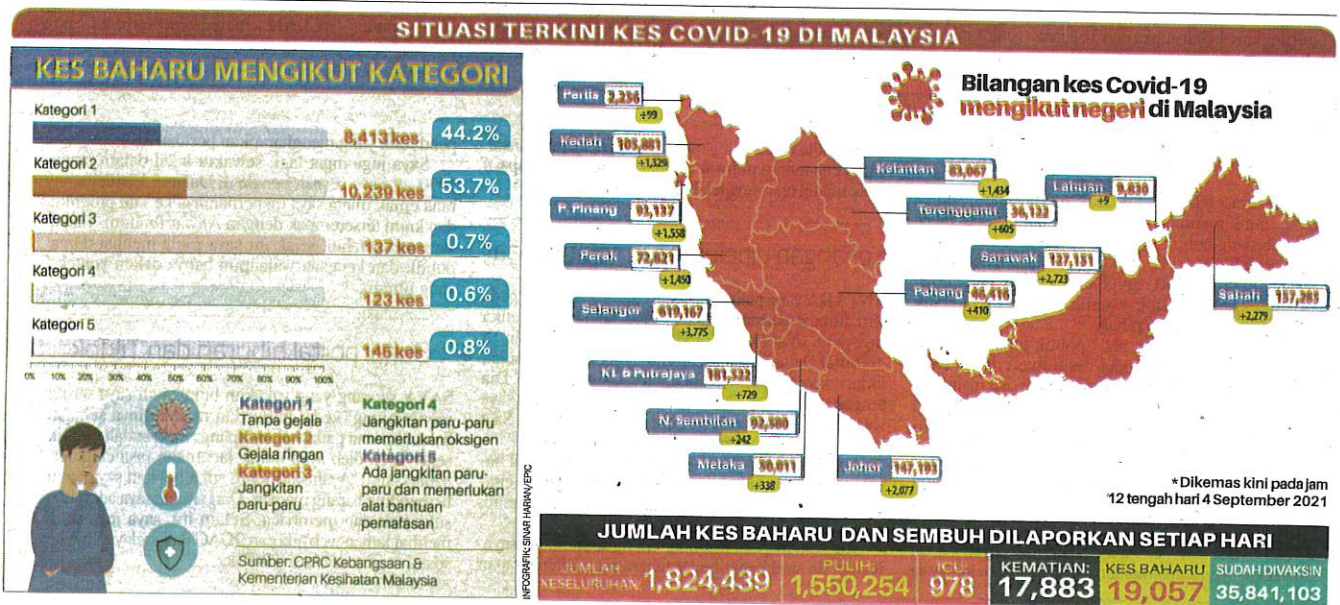 SITUASI TERKINI KES COVID-19 DI MALAYSIA
KES BAHARU MENGIKUT KATEGORI
Kategori 1
8,413 kes 44.2%
Kategori 2
10,239 kes 53.7%
Kategori 3
137 kes 0.7%
Kategori 4
123 kes 0.6%
Kategori 5
145 kes 0.8%
0% 10% 20% 30% 40% 50% 60% 70% 80% 90% 100%
Kategori 1
Tanpa gejala
Kategori 2
Gejala ringan
Kategori 3
Jangkitan
paru-paru
Kategori 4
Jangkitan paru-paru
memerlukan oksigen
Kategori 5
Ada jangkitan paru-
paru dan memerlukan
alat bantuan
pernafasan
Sumber: CPRC Kebangsaan &
Kementerian Kesihatan Malaysia
INFOGRAFIK: SINAR HARIAN/EPIC
Bilangan kes Covid-19
mengikut negeri di Malaysia
Perlis 2,256
+99
Kedah 105,881
+1,329
P. Pinang 92,137
+1,558
Perak 72,821
+1,450
Selangor 619,167
+3,775
KL & Putrajaya 181,522
+729
N. Sembilan 92,580
+242
Melaka
+338
Johor 147,193
+2,077
Kelantan 83,067
+1,434
Terengganu 36,122
+605
Pahang 46,416
+410
Labuan 9,830
+9
Sarawak 127,151
+2,723
Sabah 157,285
+2,279
*Dikemas kini pada jam
12 tengah hari 4 September 2021
JUMLAH KES BAHARU DAN SEMBUH DILAPORKAN SETIAP HARI
JUMLAH KESELURUHAN: 1,824,439
PULIH: 1,550,254
ICU: 978
KEMATIAN: 17,883
KES BAHARU 19,057
SUDAH DIVAKSIN 35,841,103